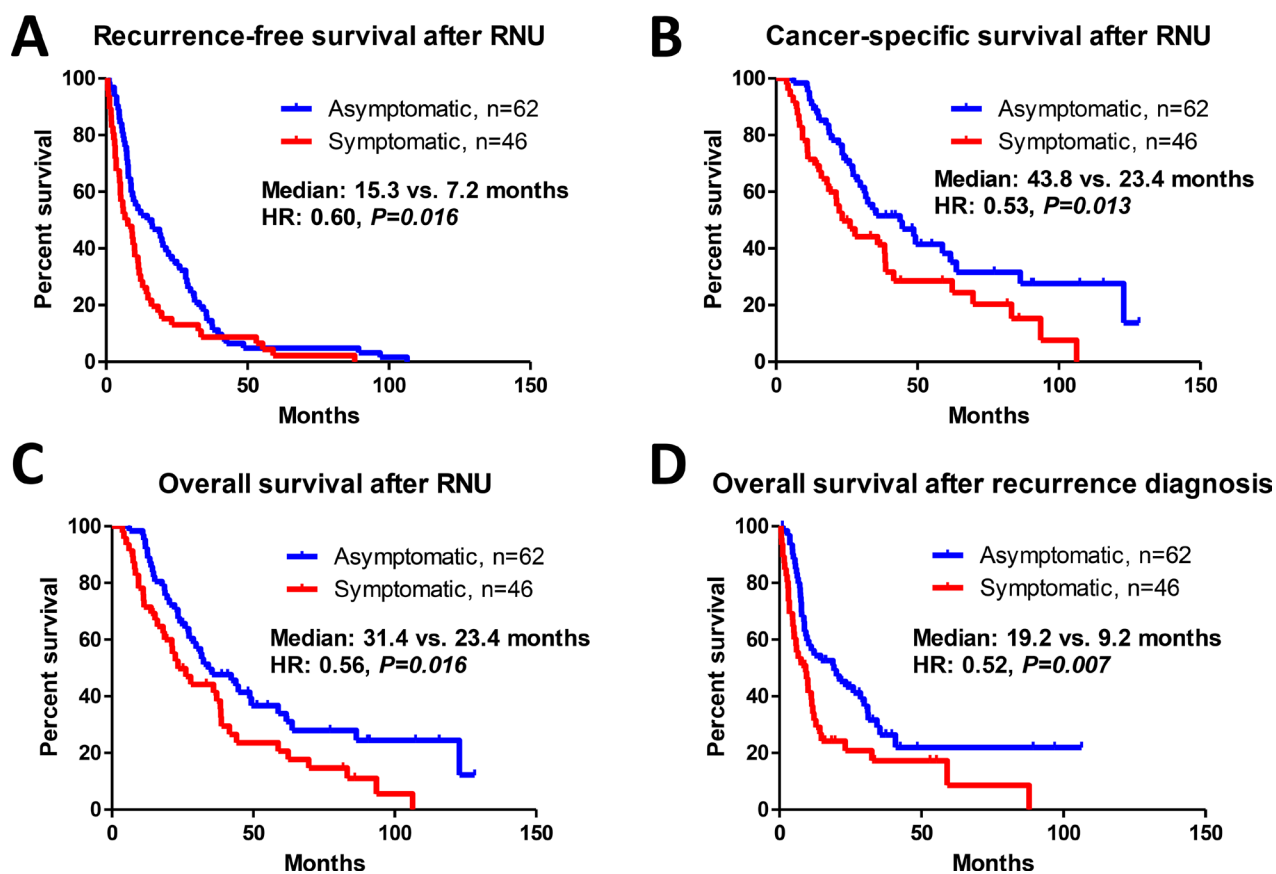 A
Recurrence-free survival after RNU
100
80
60
40
20
0
Percent survival
Asymptomatic, n=62
Symptomatic, n=46
Median: 15.3 vs. 7.2 months
HR: 0.60, P=0.016
0 50 100 150
Months
B
Cancer-specific survival after RNU
100
80
60
40
20
0
Percent survival
Asymptomatic, n=62
Symptomatic, n=46
Median: 43.8 vs. 23.4 months
HR: 0.53, P=0.013
0 50 100 150
Months
C
Overall survival after RNU
100
80
60
40
20
0
Percent survival
Asymptomatic, n=62
Symptomatic, n=46
Median: 31.4 vs. 23.4 months
HR: 0.56, P=0.016
0 50 100 150
Months
D
Overall survival after recurrence diagnosis
100
80
60
40
20
0
Percent survival
Asymptomatic, n=62
Symptomatic, n=46
Median: 19.2 vs. 9.2 months
HR: 0.52, P=0.007
0 50 100 150
Months